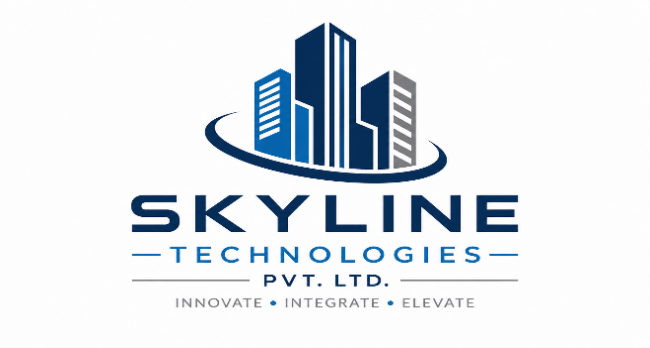 SKYLINE
TECHNOLOGIES
PVT. LTD.
INNOVATE • INTEGRATE • ELEVATE